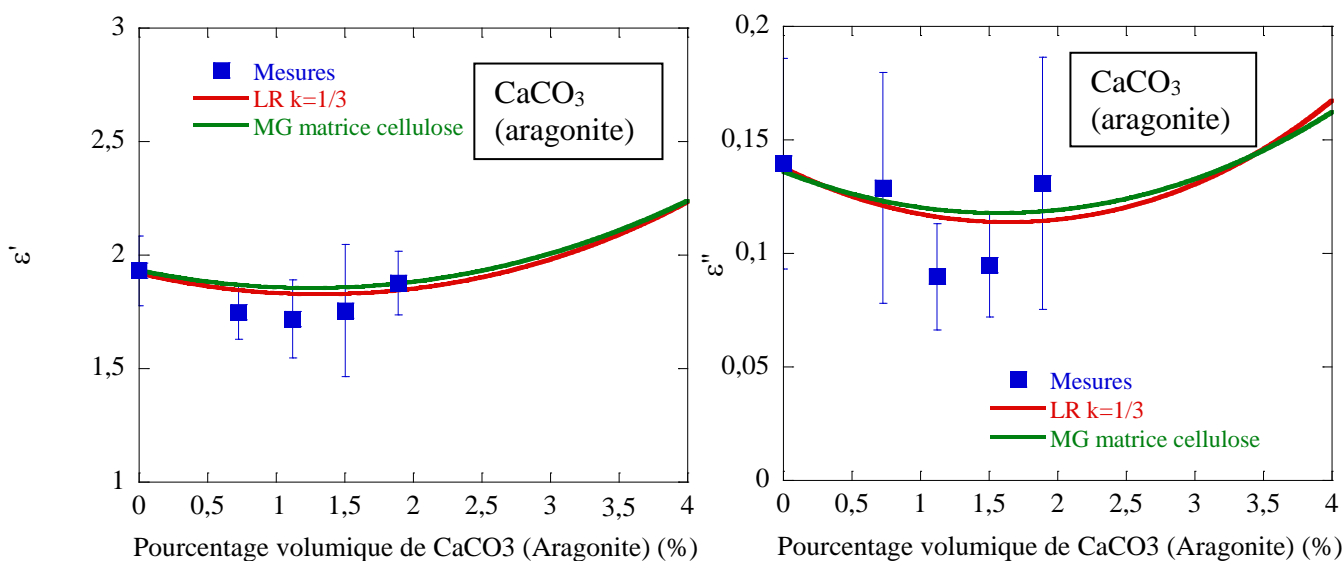 3
2,5
2
1,5
1
ε'
Mesures
LR k=1/3
MG matrice cellulose
CaCO₃
(aragonite)
0 0,5 1 1,5 2 2,5 3 3,5 4
Pourcentage volumique de CaCO3 (Aragonite) (%)
0,2
0,15
0,1
0,05
0
ε"
CaCO₃
(aragonite)
Mesures
LR k=1/3
MG matrice cellulose
0 0,5 1 1,5 2 2,5 3 3,5 4
Pourcentage volumique de CaCO3 (Aragonite) (%)